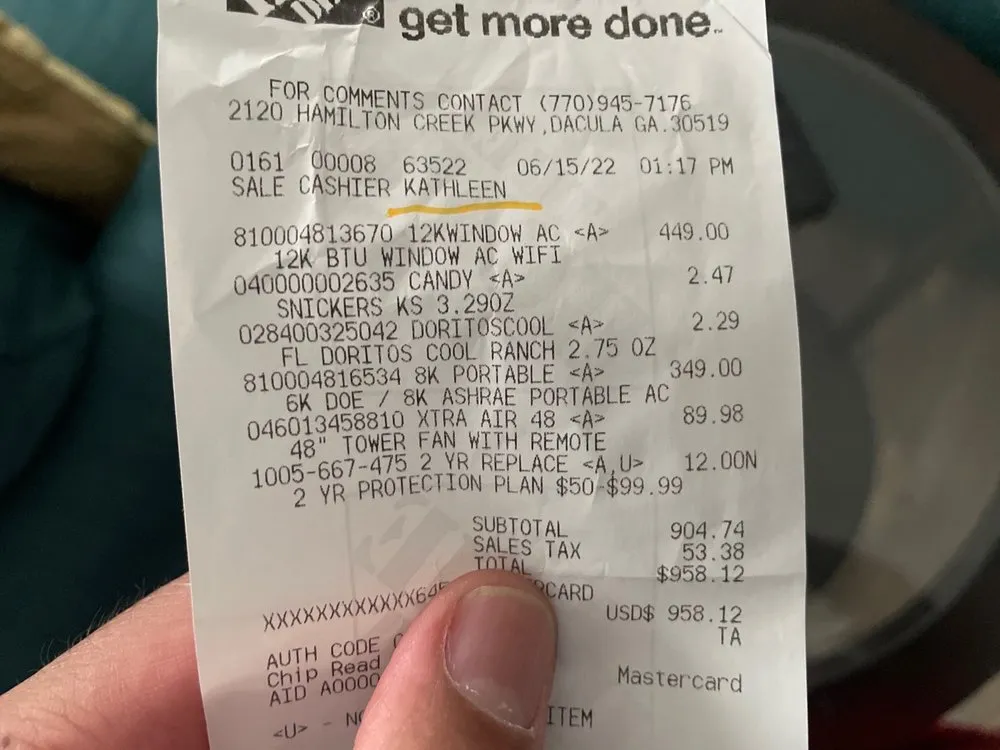 get more done.™
FOR COMMENTS CONTACT (770)945-7176
2120 HAMILTON CREEK PKWY,DACULA GA.30519
0161 00008 63522 06/15/22 01:17 PM
SALE CASHIER KATHLEEN
810004813670 12KWINDOW AC <A> 449.00
12K BTU WINDOW AC WIFI
040000002635 CANDY <A> 2.47
SNICKERS KS 3.29OZ
028400325042 DORITOSCOOL <A> 2.29
FL DORITOS COOL RANCH 2.75 OZ
810004816534 8K PORTABLE <A> 349.00
6K DOE / 8K ASHRAE PORTABLE AC
046013458810 XTRA AIR 48 <A> 89.98
48" TOWER FAN WITH REMOTE
1005-667-475 2 YR REPLACE <A,U> 12.00N
2 YR PROTECTION PLAN $50-$99.99
SUBTOTAL 904.74
SALES TAX 53.38
TOTAL $958.12
USD$ 958.12
TA
AUTH CODE
Chip Read
AID Mastercard
<U> - ITEM